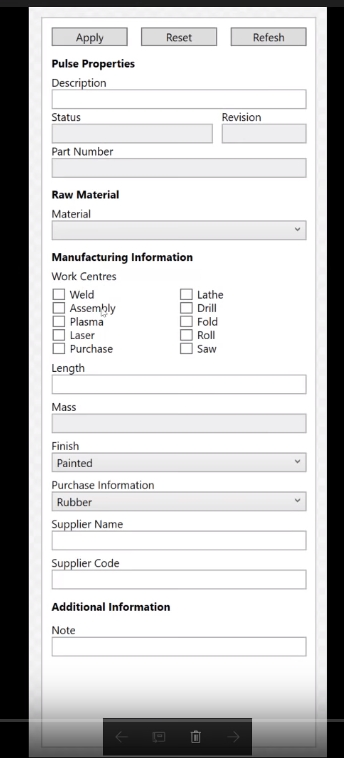 Apply Reset Refesh
Pulse Properties
Description
Status Revision
Part Number
Raw Material
Material
Manufacturing Information
Work Centres
Weld Lathe
Assembly Drill
Plasma Fold
Laser Roll
Purchase Saw
Length
Mass
Finish
Painted
Purchase Information
Rubber
Supplier Name
Supplier Code
Additional Information
Note